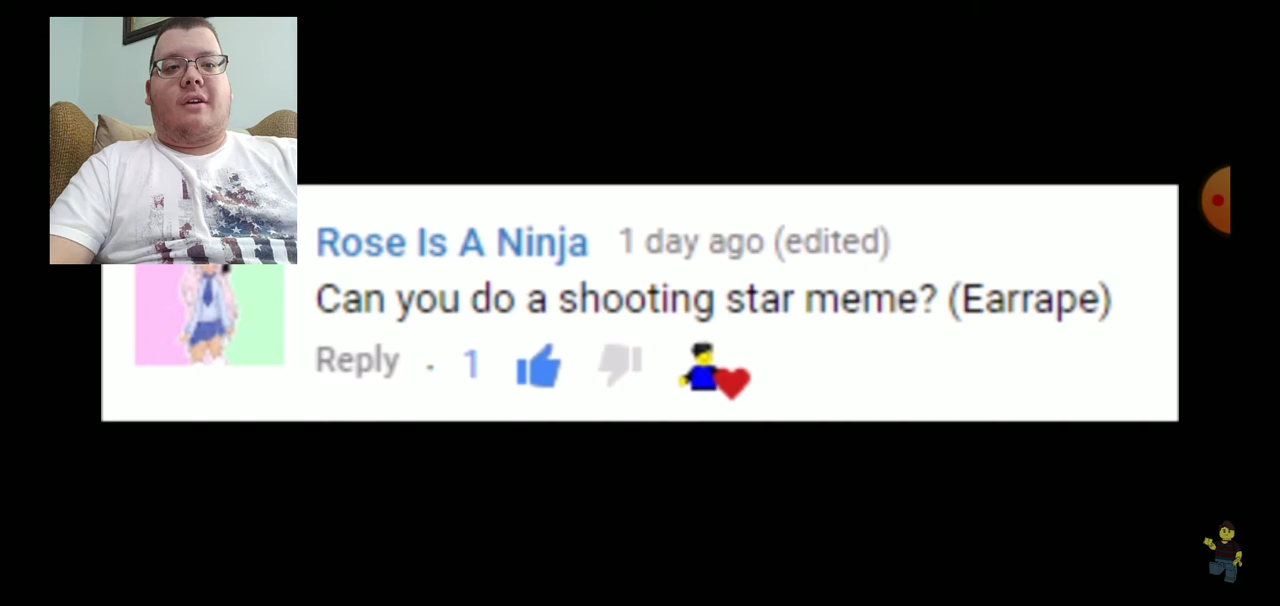 Rose Is A Ninja 1 day ago (edited)
Can you do a shooting star meme? (Earrape)
Reply · 1